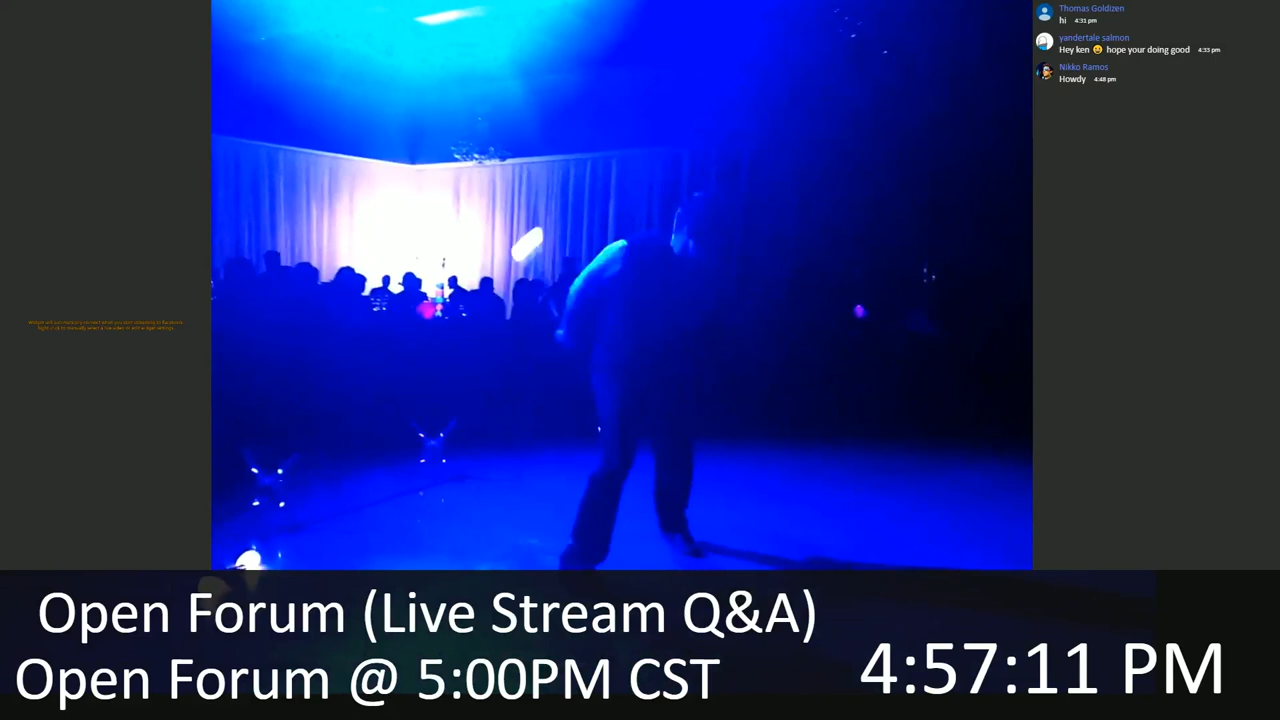 Thomas Goldizen
hi 4:31 pm
yandertale salmon
Hey ken 😀 hope your doing good 4:33 pm
Nikko Ramos
Howdy 4:48 pm
Open Forum (Live Stream Q&A)
Open Forum @ 5:00PM CST
4:57:11 PM